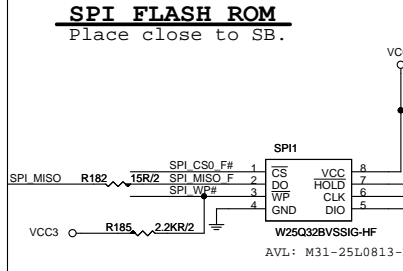 SPI FLASH ROM
Place close to SB.
VC
SPI1
SPI_CS0_F#
1 CS VCC 8
SPI_MISO R182 15R/2 SPI_MISO_F
2 DO HOLD 7
SPI_WP#
3 WP CLK 6
4 GND DIO 5
VCC3 R185 2.2KR/2
W25Q32BVSSIG-HF
AVL: M31-25L0813-